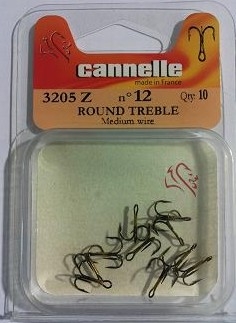 cannelle
made in France
3205 Z n° 12 Qty: 10
ROUND TREBLE
Medium wire